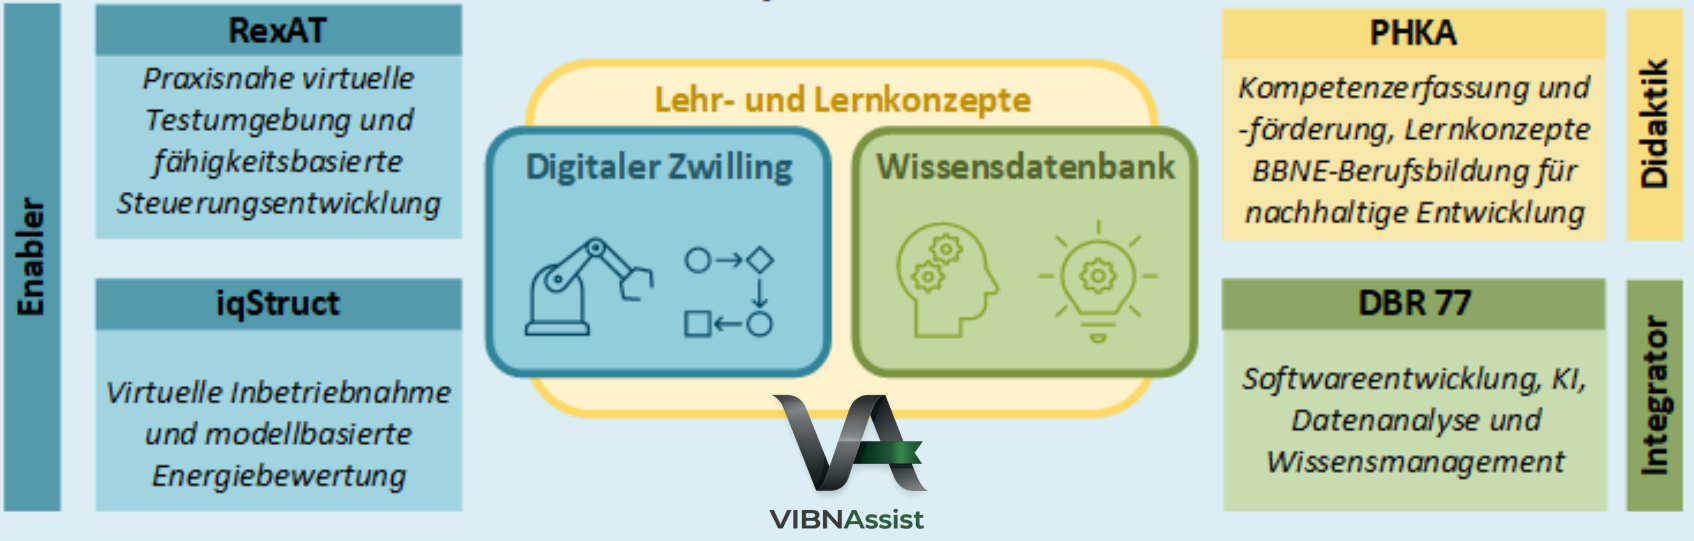 Enabler
RexAT
Praxisnahe virtuelle
Testumgebung und
fähigkeitsbasierte
Steuerungsentwicklung
iqStruct
Virtuelle Inbetriebnahme
und modellbasierte
Energiebewertung
Lehr- und Lernkonzepte
Digitaler Zwilling
Wissensdatenbank
VA
VIBNAssist
PHKA
Kompetenzerfassung und
-förderung, Lernkonzepte
BBNE-Berufsbildung für
nachhaltige Entwicklung
Didaktik
DBR 77
Softwareentwicklung, KI,
Datenanalyse und
Wissensmanagement
Integrator